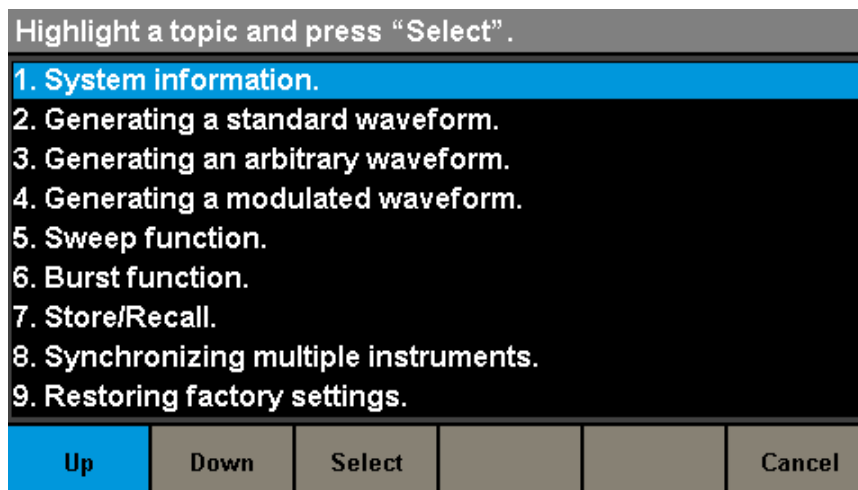 Highlight a topic and press “Select”.
1. System information.
2. Generating a standard waveform.
3. Generating an arbitrary waveform.
4. Generating a modulated waveform.
5. Sweep function.
6. Burst function.
7. Store/Recall.
8. Synchronizing multiple instruments.
9. Restoring factory settings.
Up Down Select Cancel